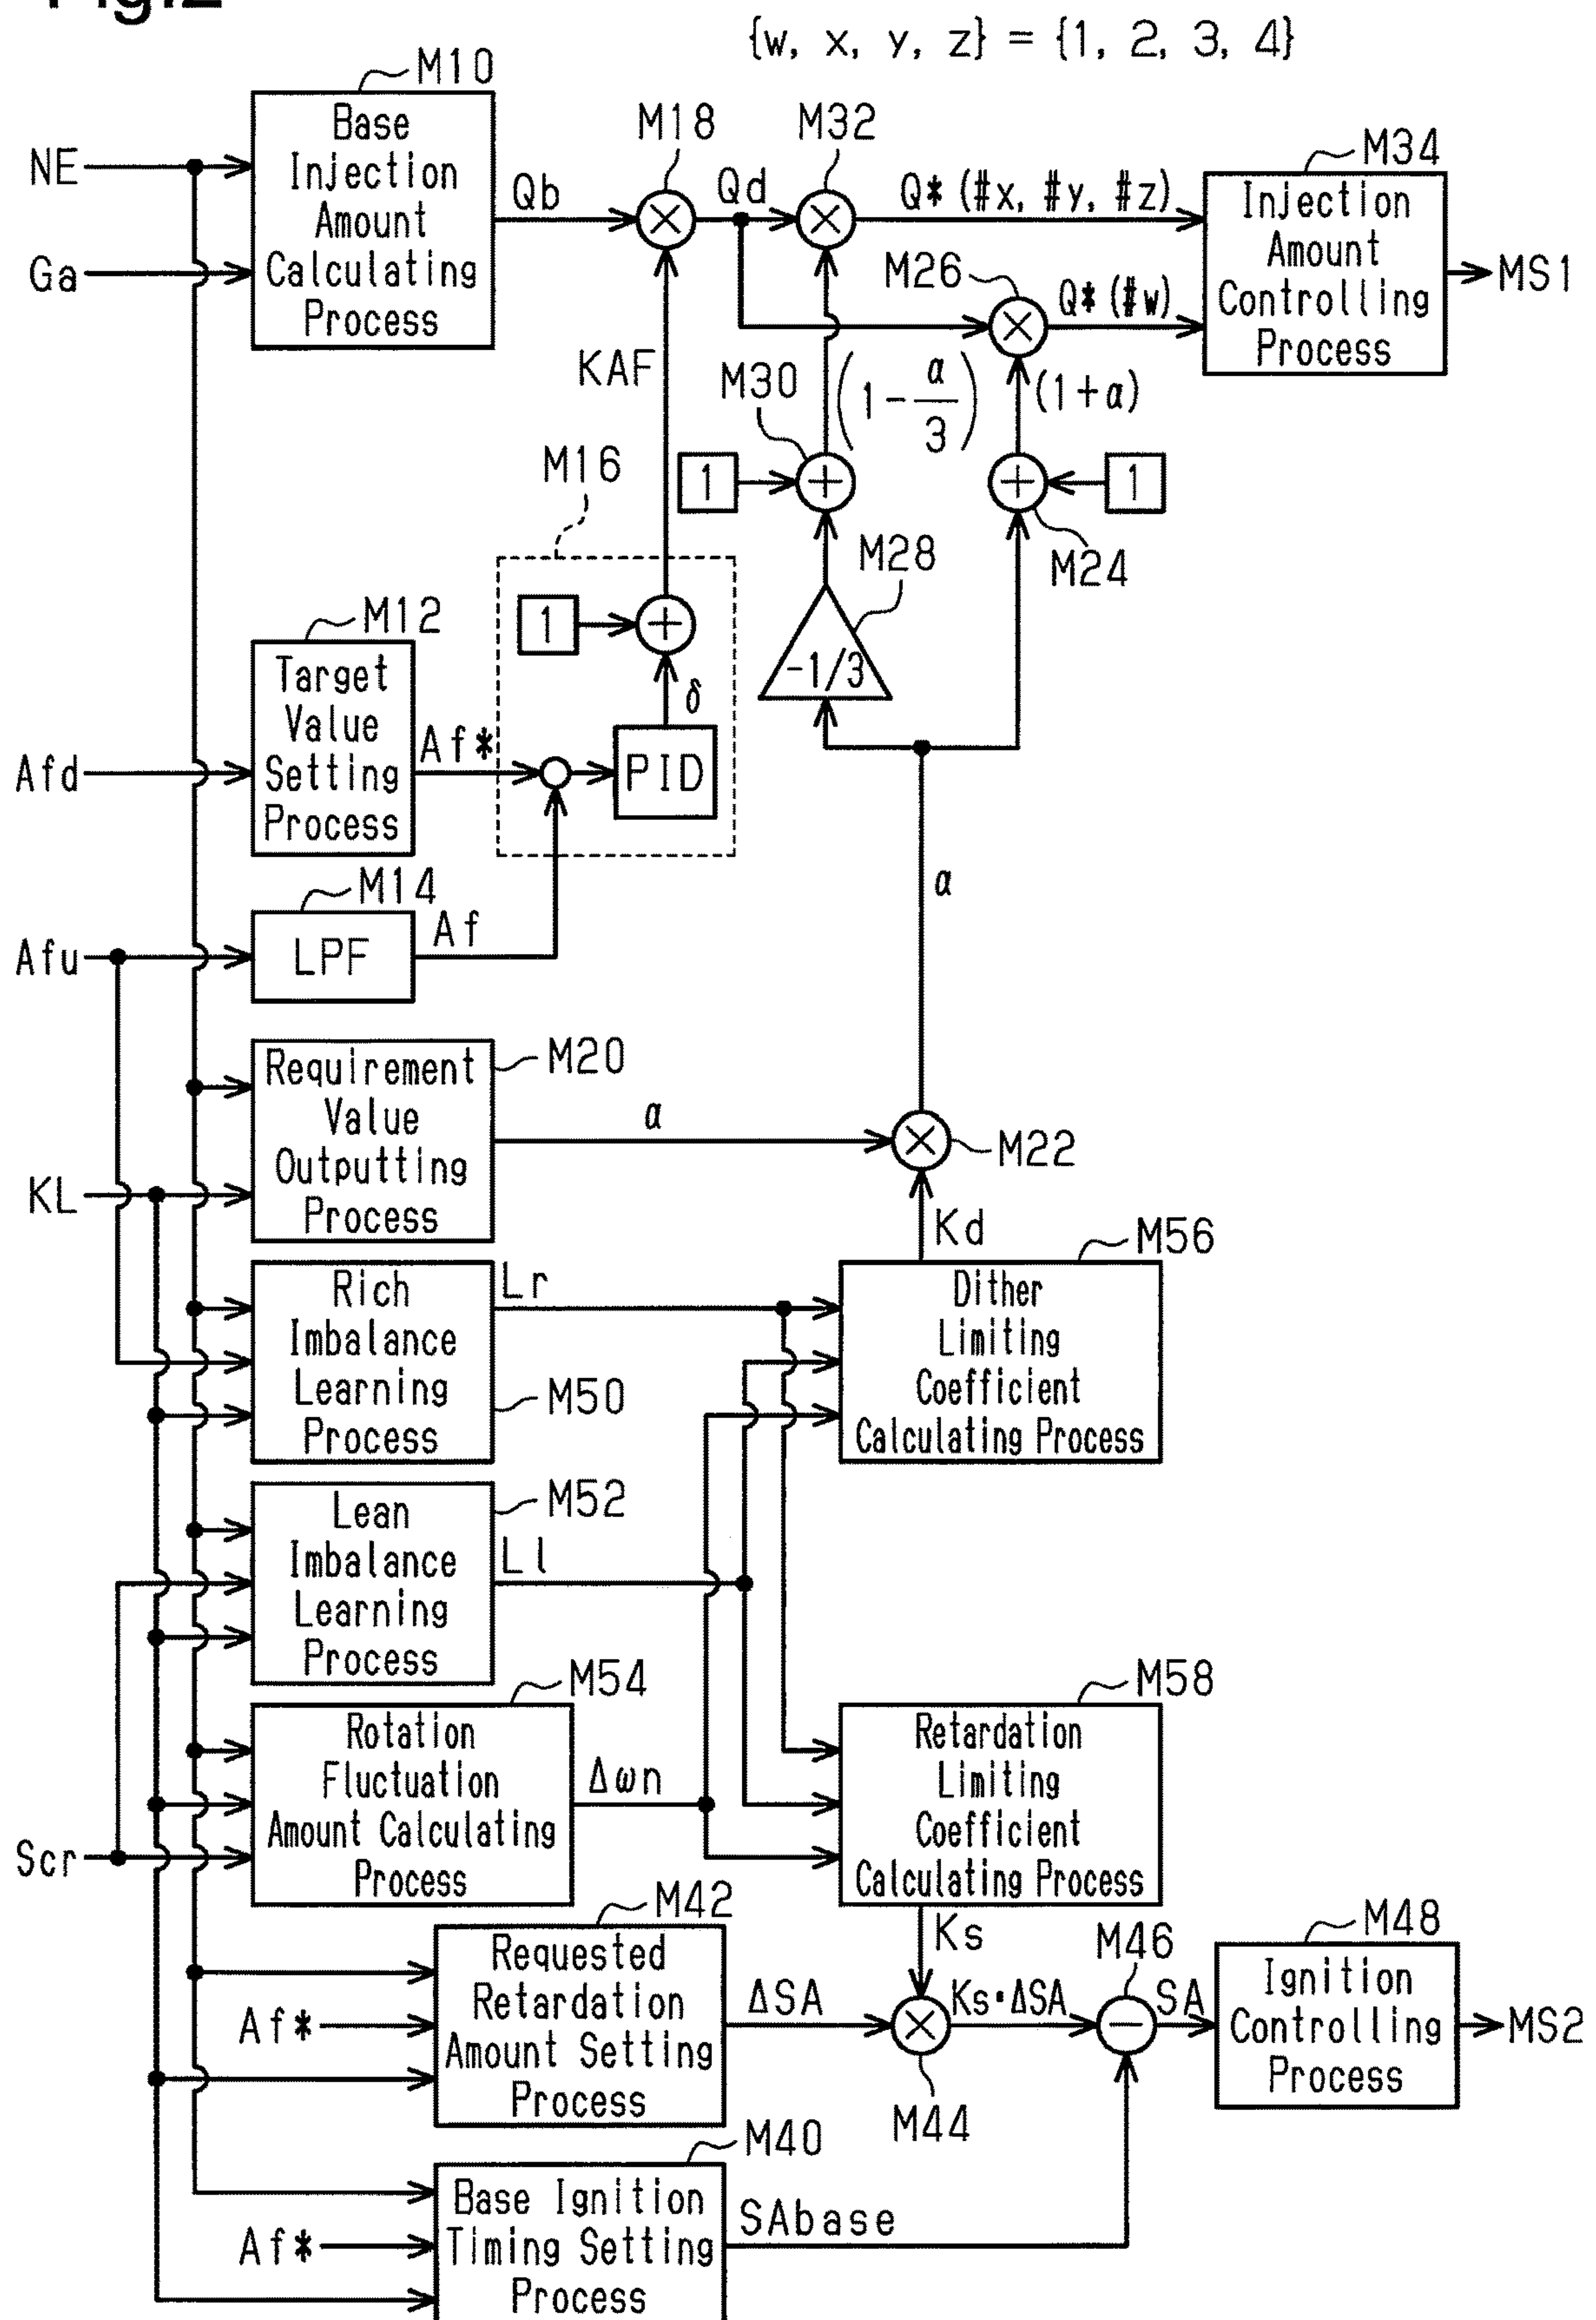 Fig.2
{w, x, y, z} = {1, 2, 3, 4}
M10
NE
Ga
Base
Injection
Amount
Calculating
Process
Qb
M18
Qd
M32
Q* (#x, #y, #z)
M34
Injection
Amount
Controlling
Process
MS1
M26
Q* (#w)
KAF
M30
(1 - α/3)
(1+α)
M16
1
1
M24
M28
-1/3
1
δ
PID
M12
Afd
Target
Value
Setting
Process
Af*
M14
Afu
LPF
Af
α
M20
Requirement
Value
Outputting
Process
α
M22
KL
Kd
M56
Dither
Limiting
Coefficient
Calculating Process
Rich
Imbalance
Learning
Process
Lr
M50
M52
Lean
Imbalance
Learning
Process
Ll
M54
Rotation
Fluctuation
Amount Calculating
Process
Δωn
Scr
M58
Retardation
Limiting
Coefficient
Calculating Process
Ks
M42
Requested
Retardation
Amount Setting
Process
Af*
ΔSA
M44
Ks·ΔSA
M46
SA
M48
Ignition
Controlling
Process
MS2
M40
Base Ignition
Timing Setting
Process
Af*
SAbase